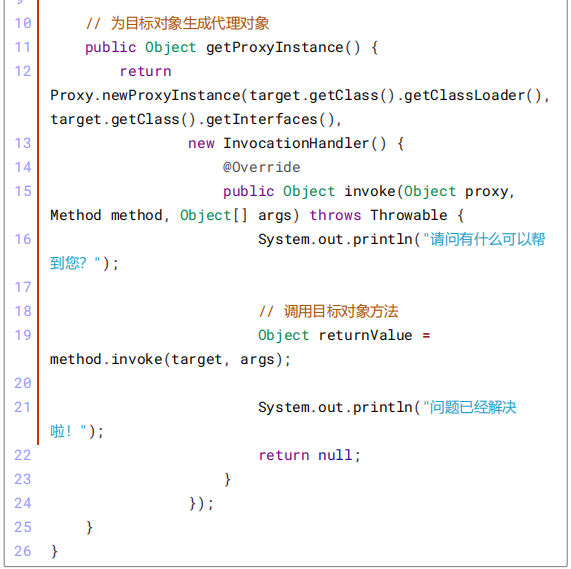 10 // 为目标对象生成代理对象
11 public Object getProxyInstance() {
12 return
Proxy.newProxyInstance(target.getClass().getClassLoader(),
target.getClass().getInterfaces(),
13 new InvocationHandler() {
14 @Override
15 public Object invoke(Object proxy,
Method method, Object[] args) throws Throwable {
16 System.out.println("请问有什么可以帮
到您？");
17
18 // 调用目标对象方法
19 Object returnValue =
method.invoke(target, args);
20
21 System.out.println("问题已经解决
啦！");
22 return null;
23 }
24 });
25 }
26 }